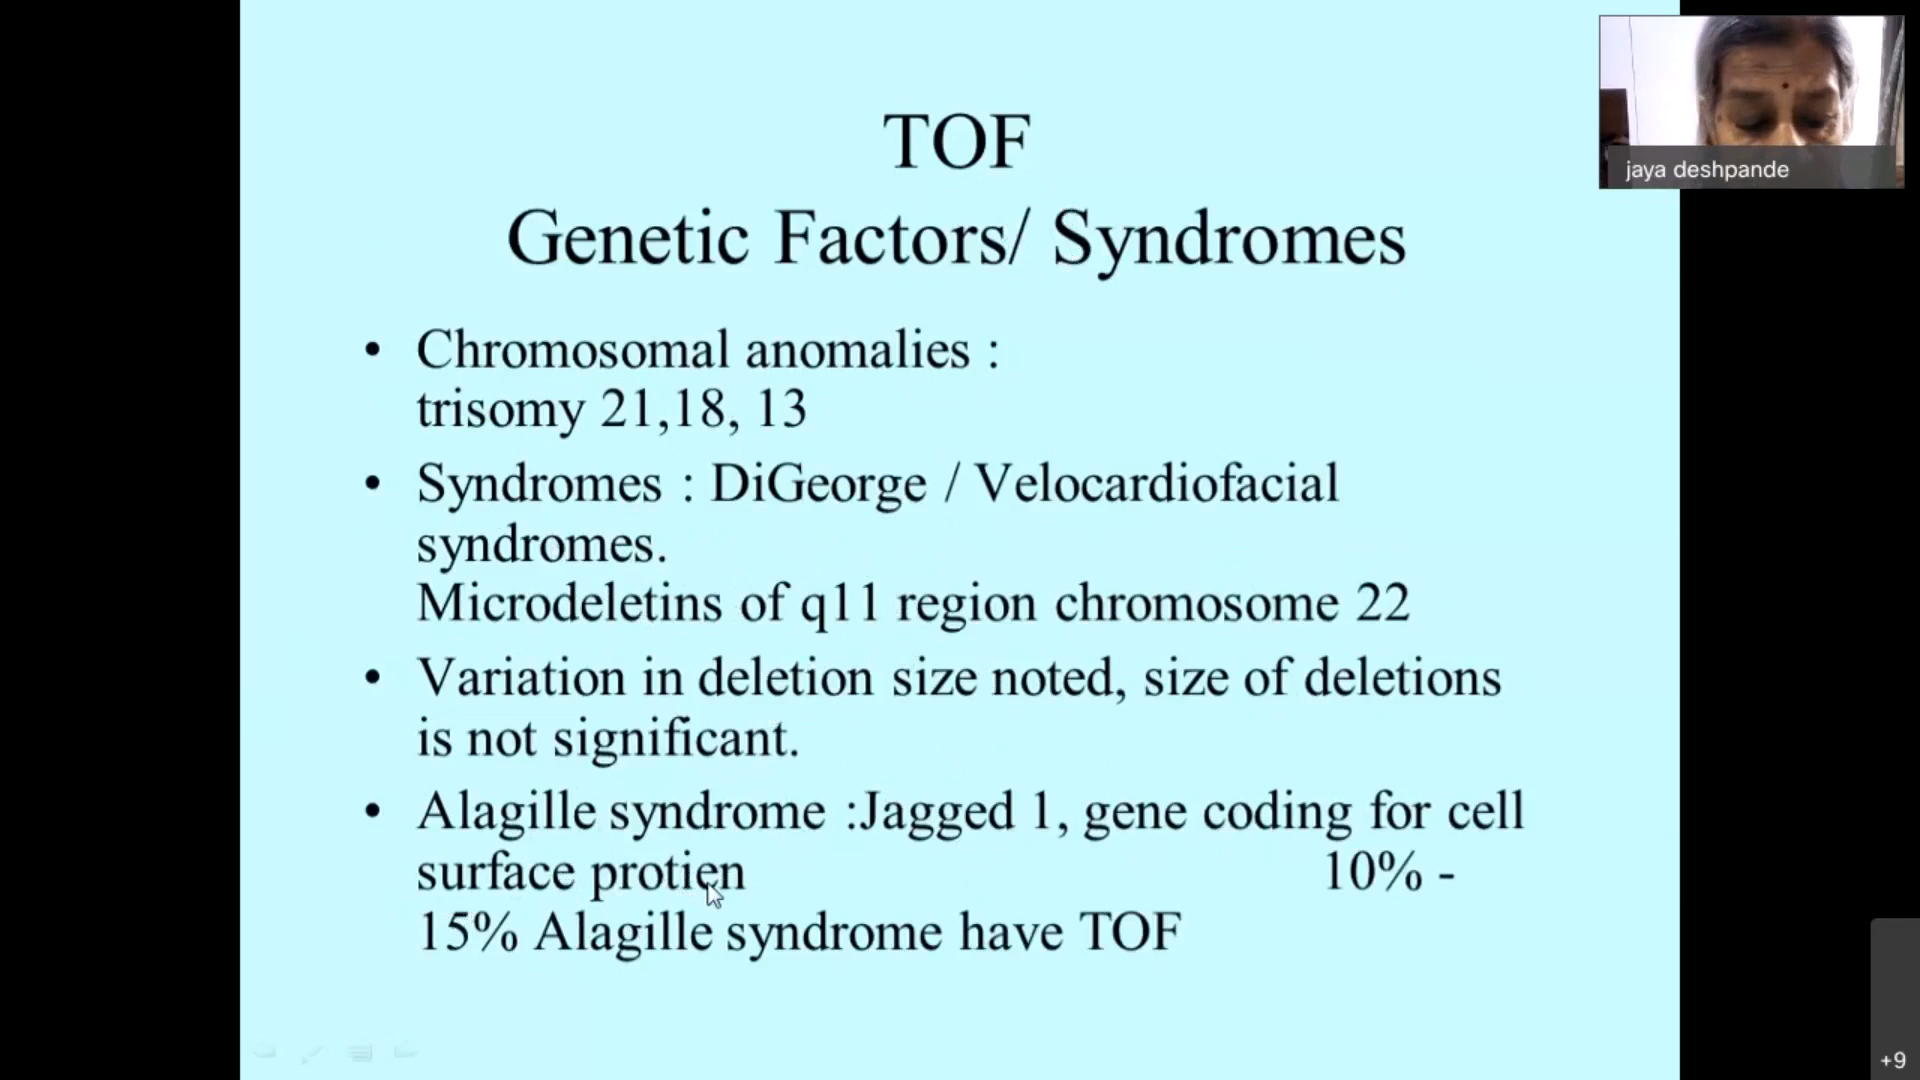 TOF
Genetic Factors/ Syndromes
• Chromosomal anomalies :
trisomy 21,18, 13
• Syndromes : DiGeorge / Velocardiofacial
syndromes.
Microdeletins of q11 region chromosome 22
• Variation in deletion size noted, size of deletions
is not significant.
• Alagille syndrome :Jagged 1, gene coding for cell
surface protien 10% -
15% Alagille syndrome have TOF
jaya deshpande
+9